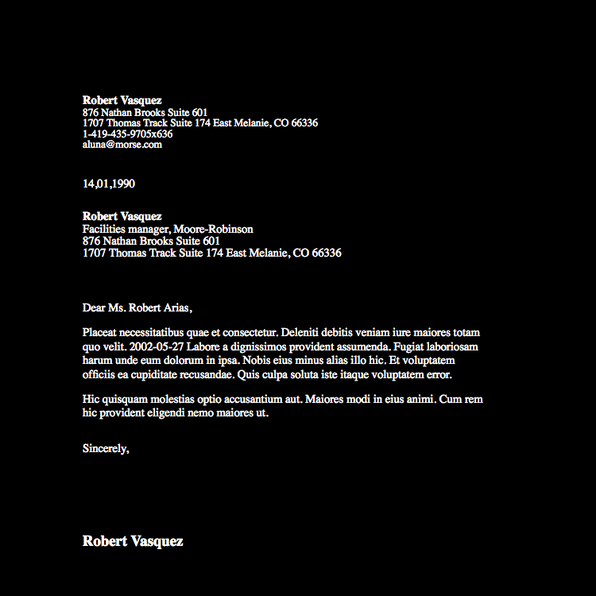 Robert Vasquez
876 Nathan Brooks Suite 601
1707 Thomas Track Suite 174 East Melanie, CO 66336
1-419-435-9705x636
aluna@morse.com
14,01,1990
Robert Vasquez
Facilities manager, Moore-Robinson
876 Nathan Brooks Suite 601
1707 Thomas Track Suite 174 East Melanie, CO 66336
Dear Ms. Robert Arias,
Placeat necessitatibus quae et consectetur. Deleniti debitis veniam iure maiores totam
quo velit. 2002-05-27 Labore a dignissimos provident assumenda. Fugiat laboriosam
harum unde eum dolorum in ipsa. Nobis eius minus alias illo hic. Et voluptatem
officiis ea cupiditate recusandae. Quis culpa soluta iste itaque voluptatem error.
Hic quisquam molestias optio accusantium aut. Maiores modi in eius animi. Cum rem
hic provident eligendi nemo maiores ut.
Sincerely,
Robert Vasquez